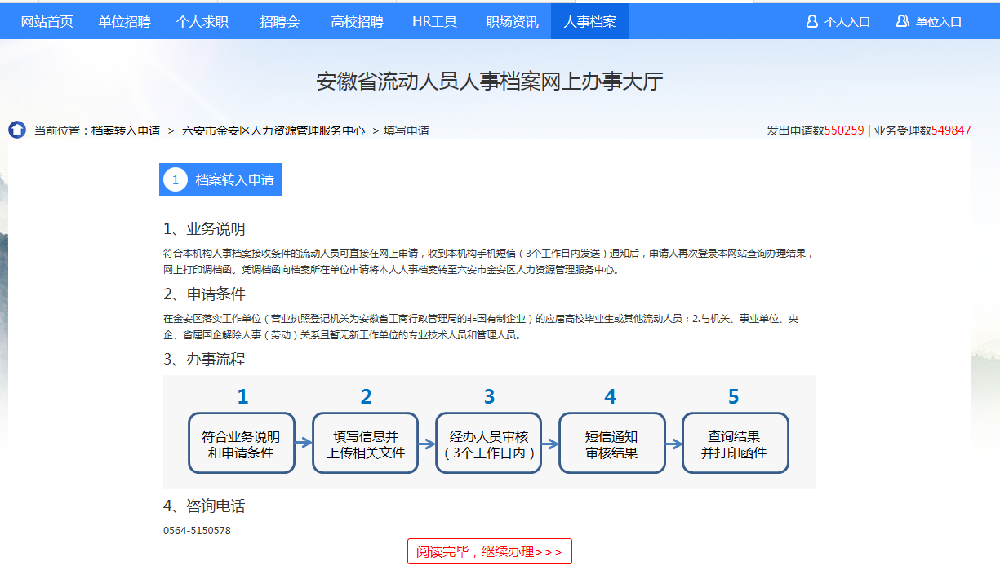 网站首页 单位招聘 个人求职 招聘会 高校招聘 HR工具 职场资讯 人事档案 个人入口 单位入口
安徽省流动人员人事档案网上办事大厅
当前位置：档案转入申请 > 六安市金安区人力资源管理服务中心 > 填写申请 发出申请数550259 | 业务受理数549847
1 档案转入申请
1、业务说明
符合本机构人事档案接收条件的流动人员可直接在网上申请，收到本机构手机短信（3个工作日内发送）通知后，申请人再次登录本网站查询办理结果，
网上打印调档函。凭调档函向档案所在单位申请将本人人事档案转至六安市金安区人力资源管理服务中心。
2、申请条件
在金安区落实工作单位（营业执照登记机关为安徽省工商行政管理局的非国有制企业）的应届高校毕业生或其他流动人员；2.与机关、事业单位、央
企、省属国企解除人事（劳动）关系且暂无新工作单位的专业技术人员和管理人员。
3、办事流程
1 2 3 4 5
符合业务说明 填写信息并 经办人员审核 短信通知 查询结果
和申请条件 上传相关文件 （3个工作日内） 审核结果 并打印函件
4、咨询电话
0564-5150578
阅读完毕，继续办理>>>